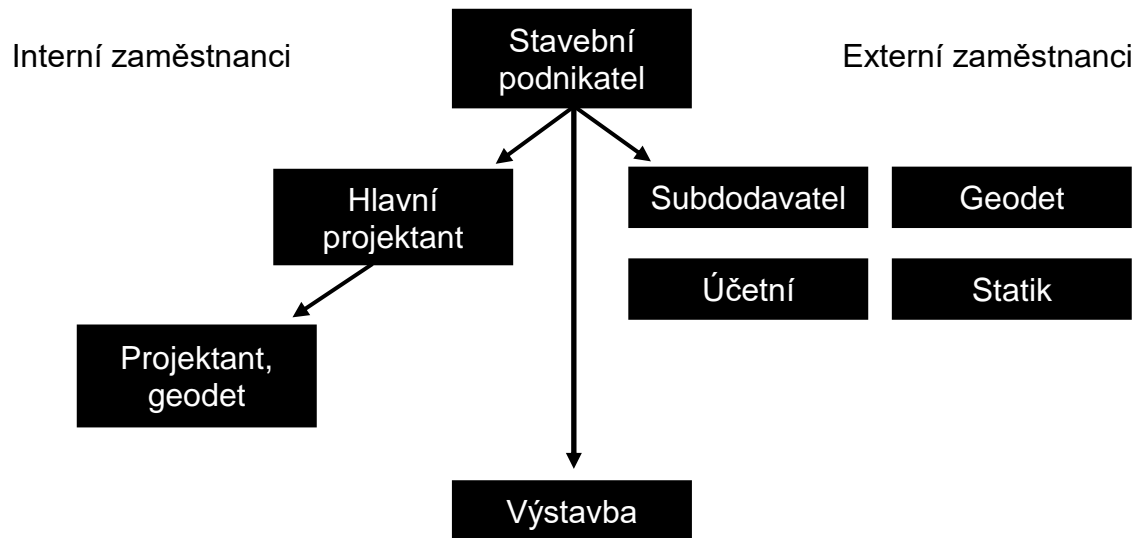 Interní zaměstnanci
Stavební
podnikatel
Externí zaměstnanci
Hlavní
projektant
Subdodavatel
Geodet
Účetní
Statik
Projektant,
geodet
Výstavba